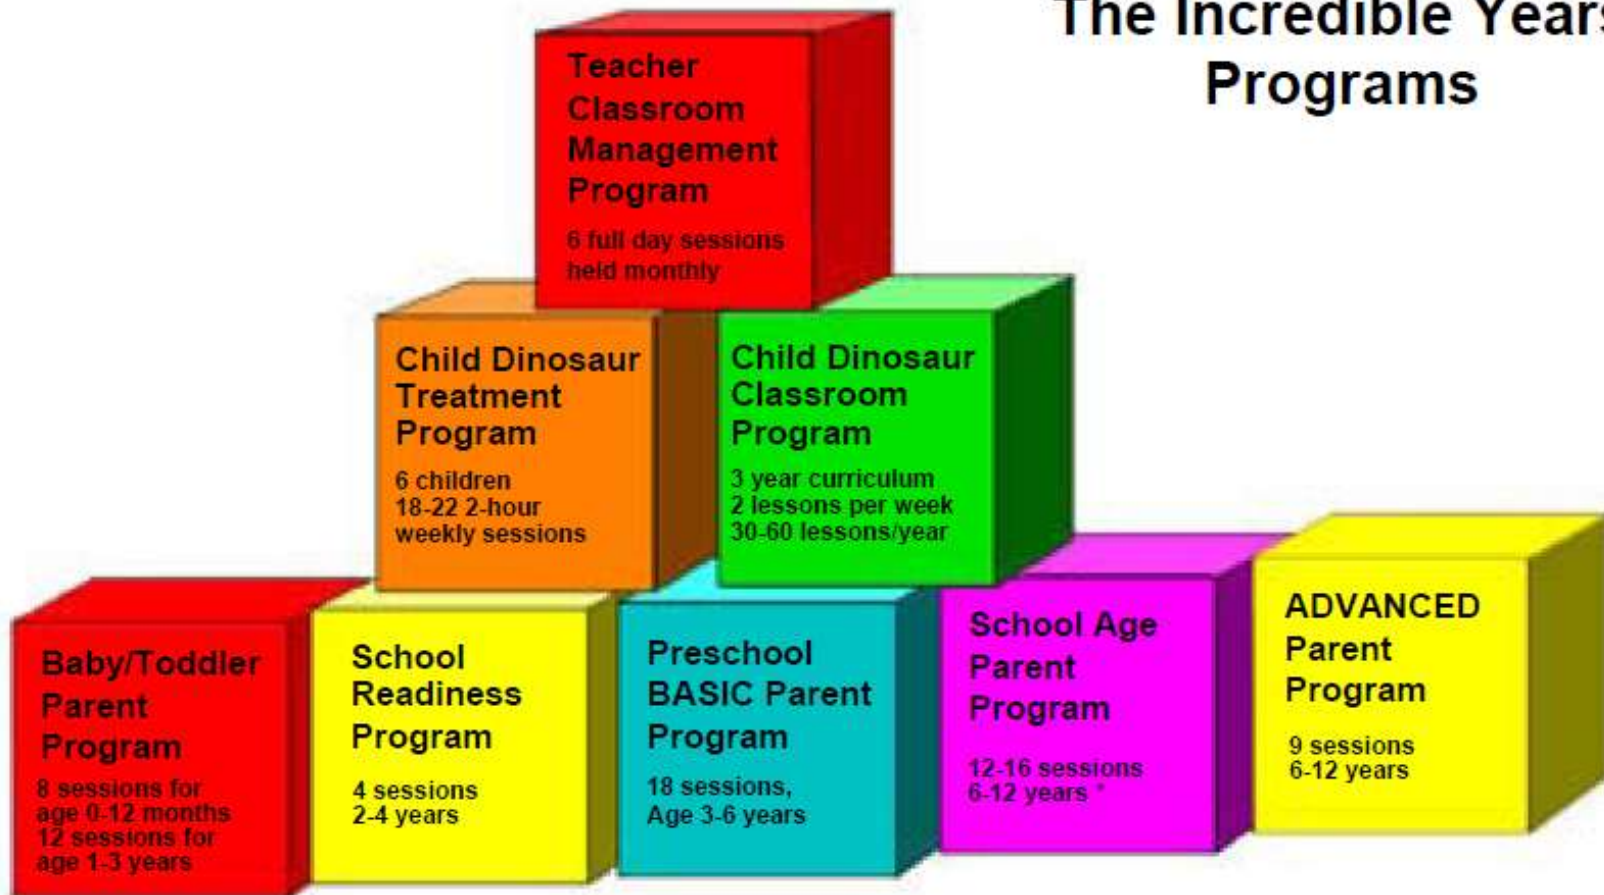 The Incredible Years
Programs
Teacher
Classroom
Management
Program
6 full day sessions
held monthly
Child Dinosaur
Treatment
Program
6 children
18-22 2-hour
weekly sessions
Child Dinosaur
Classroom
Program
3 year curriculum
2 lessons per week
30-60 lessons/year
Baby/Toddler
Parent
Program
8 sessions for
age 0-12 months
12 sessions for
age 1-3 years
School
Readiness
Program
4 sessions
2-4 years
Preschool
BASIC Parent
Program
18 sessions,
Age 3-6 years
School Age
Parent
Program
12-16 sessions
6-12 years *
ADVANCED
Parent
Program
9 sessions
6-12 years